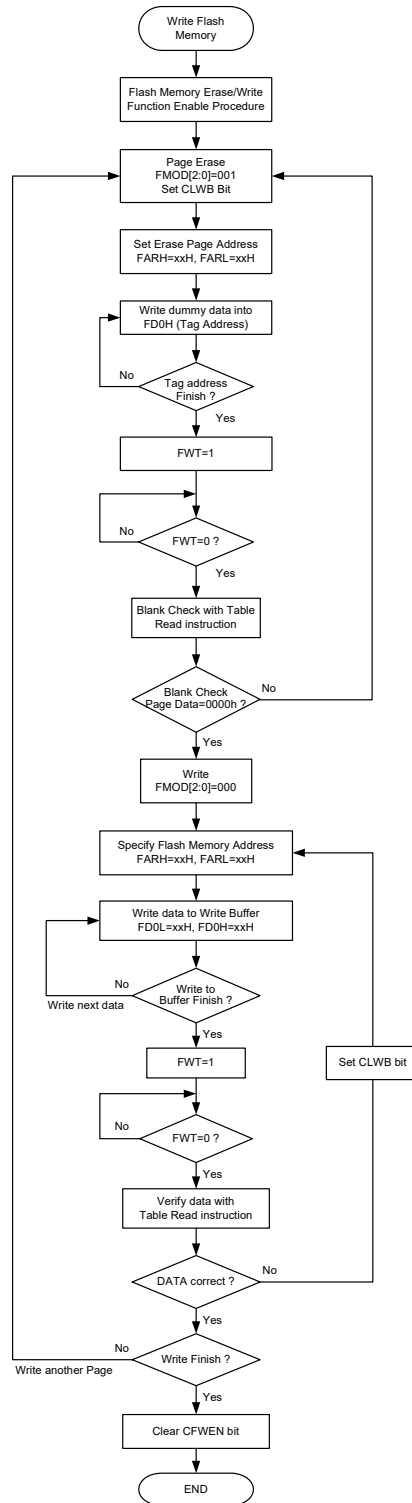 Write Flash
Memory
Flash Memory Erase/Write
Function Enable Procedure
Page Erase
FMOD[2:0]=001
Set CLWB Bit
Set Erase Page Address
FARH=xxH, FARL=xxH
Write dummy data into
FD0H (Tag Address)
No
Tag address
Finish ?
Yes
FWT=1
No
FWT=0 ?
Yes
Blank Check with Table
Read instruction
Blank Check
Page Data=0000h ?
No
Yes
Write
FMOD[2:0]=000
Specify Flash Memory Address
FARH=xxH, FARL=xxH
Write data to Write Buffer
FD0L=xxH, FD0H=xxH
No
Write next data
Write to
Buffer Finish ?
Yes
FWT=1
Set CLWB bit
No
FWT=0 ?
Yes
Verify data with
Table Read instruction
DATA correct ?
No
Yes
No
Write another Page
Write Finish ?
Yes
Clear CFWEN bit
END